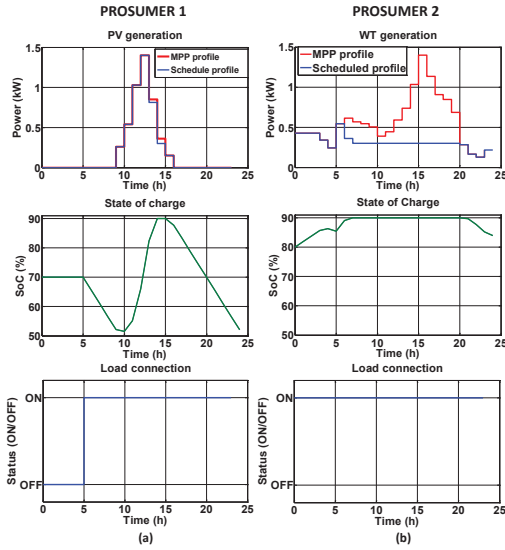 PROSUMER 1
PV generation
1.5
1
0.5
0
Power (kW)
MPP profile
Schedule profile
0 5 10 15 20 25
Time (h)
State of charge
90
80
70
60
50
SoC (%)
0 5 10 15 20 25
Time (h)
Load connection
ON
OFF
Status (ON/OFF)
0 5 10 15 20 25
Time (h)
(a)
PROSUMER 2
WT generation
1.5
1
0.5
0
Power (kW)
MPP profile
Scheduled profile
0 5 10 15 20 25
Time (h)
State of Charge
90
80
70
60
50
SoC (%)
0 5 10 15 20 25
Time (h)
Load connection
ON
OFF
Status (ON/OFF)
0 5 10 15 20 25
Time (h)
(b)